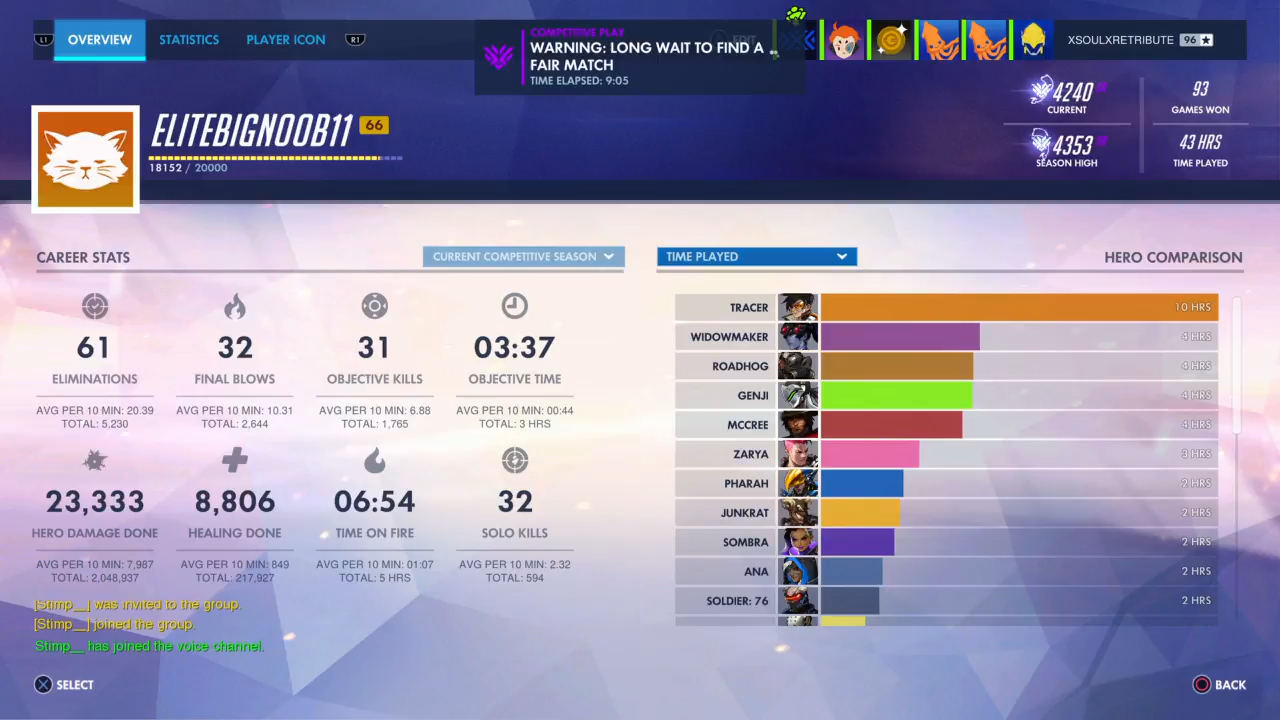 L1 OVERVIEW STATISTICS PLAYER ICON R1
COMPETITIVE PLAY
WARNING: LONG WAIT TO FIND A
FAIR MATCH
TIME ELAPSED: 9:05
EDIT
XSOULXRETRIBUTE 96
ELITEBIGNOOB11 66
18152 / 20000
4240
CURRENT
93
GAMES WON
4353
SEASON HIGH
43 HRS
TIME PLAYED
CAREER STATS
CURRENT COMPETITIVE SEASON
61
ELIMINATIONS
AVG PER 10 MIN: 20.39
TOTAL: 5,230
32
FINAL BLOWS
AVG PER 10 MIN: 10.31
TOTAL: 2,644
31
OBJECTIVE KILLS
AVG PER 10 MIN: 6.88
TOTAL: 1,765
03:37
OBJECTIVE TIME
AVG PER 10 MIN: 00:44
TOTAL: 3 HRS
23,333
HERO DAMAGE DONE
AVG PER 10 MIN: 7,987
TOTAL: 2,048,937
8,806
HEALING DONE
AVG PER 10 MIN: 849
TOTAL: 217,927
06:54
TIME ON FIRE
AVG PER 10 MIN: 01:07
TOTAL: 5 HRS
32
SOLO KILLS
AVG PER 10 MIN: 2.32
TOTAL: 594
TIME PLAYED
HERO COMPARISON
TRACER 10 HRS
WIDOWMAKER 4 HRS
ROADHOG 4 HRS
GENJI 4 HRS
MCCREE 4 HRS
ZARYA 3 HRS
PHARAH 2 HRS
JUNKRAT 2 HRS
SOMBRA 2 HRS
ANA 2 HRS
SOLDIER: 76 2 HRS
[Stimp__] was invited to the group.
[Stimp__] joined the group.
Stimp__ has joined the voice channel.
SELECT
BACK